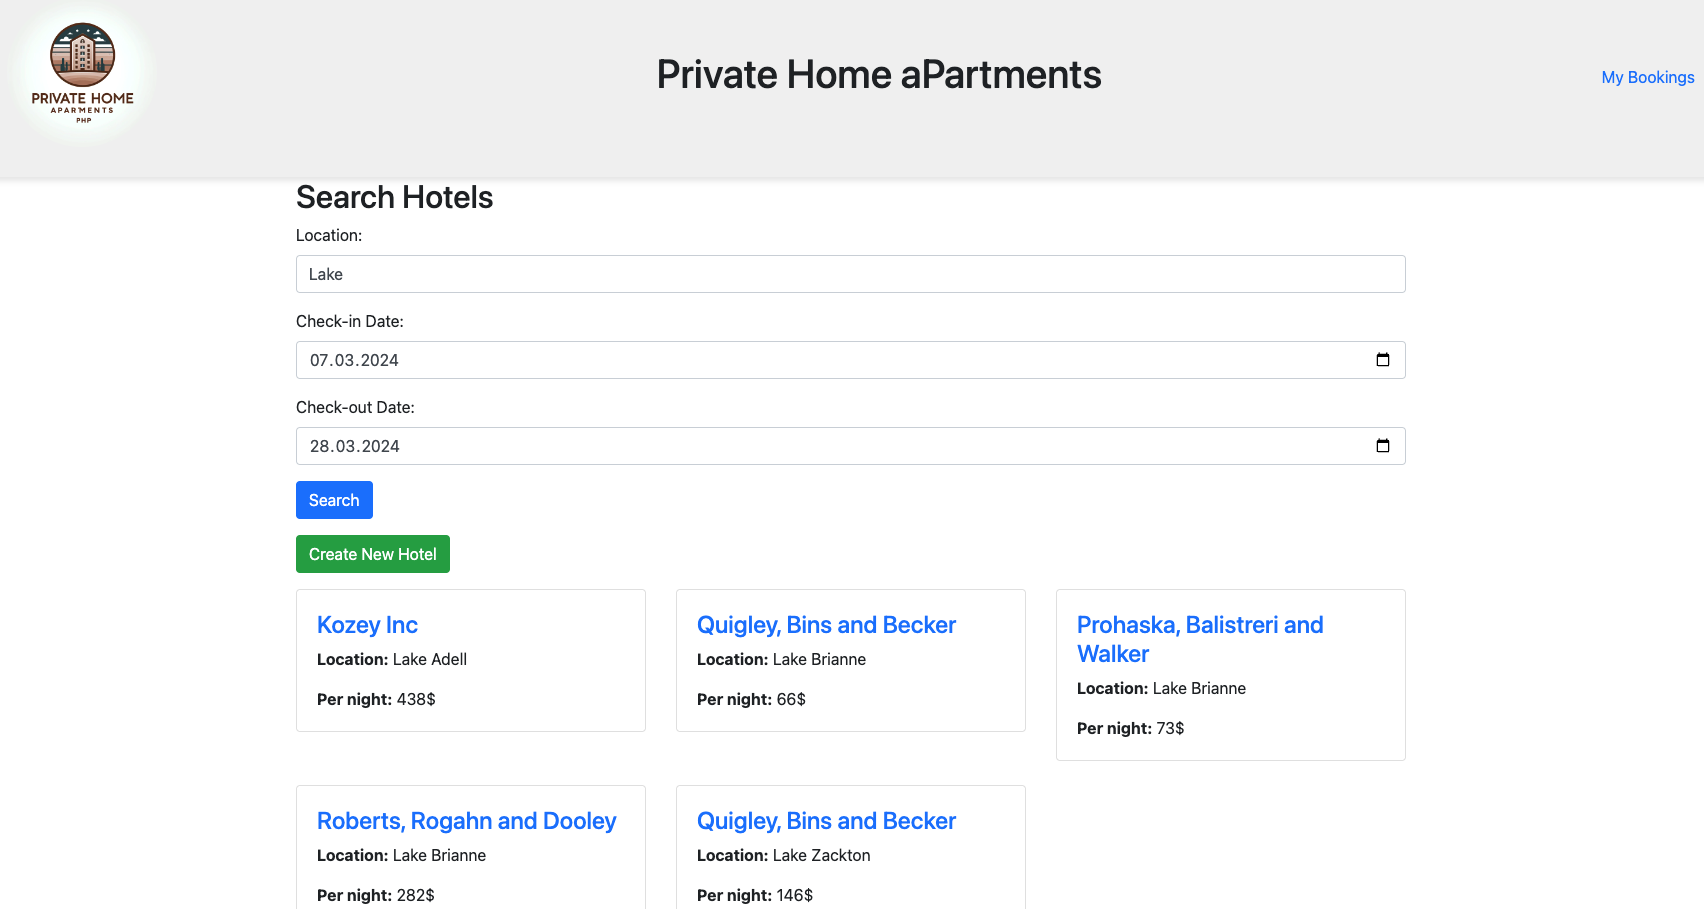 PRIVATE HOME
APARTMENTS
PHP
Private Home aPartments
My Bookings
Search Hotels
Location:
Lake
Check-in Date:
07.03.2024
Check-out Date:
28.03.2024
Search
Create New Hotel
Kozey Inc
Location: Lake Adell
Per night: 438$
Quigley, Bins and Becker
Location: Lake Brianne
Per night: 66$
Prohaska, Balistreri and
Walker
Location: Lake Brianne
Per night: 73$
Roberts, Rogahn and Dooley
Location: Lake Brianne
Per night: 282$
Quigley, Bins and Becker
Location: Lake Zackton
Per night: 146$